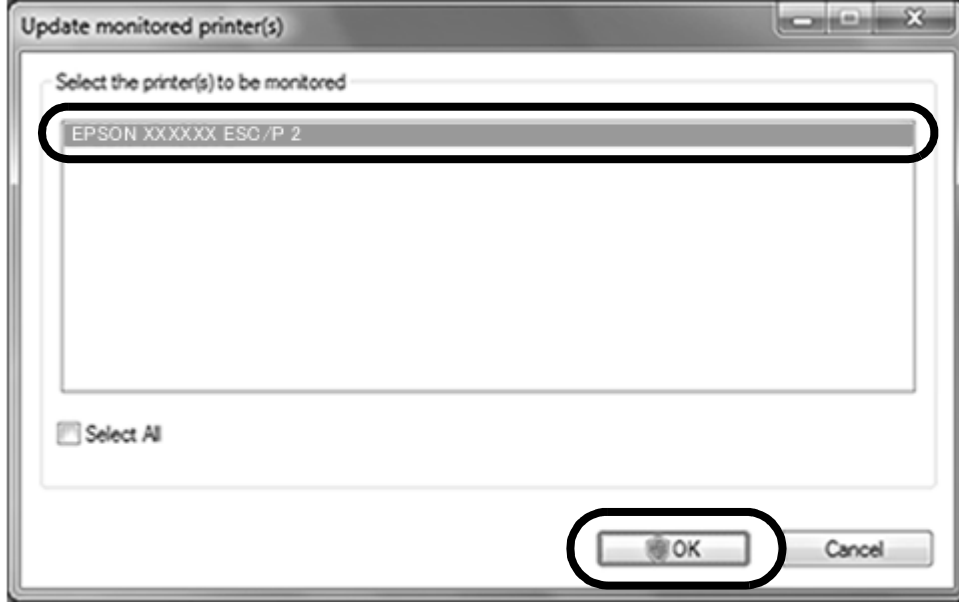 Update monitored printer(s)
Select the printer(s) to be monitored
EPSON XXXXXX ESC/P 2
Select All
OK
Cancel